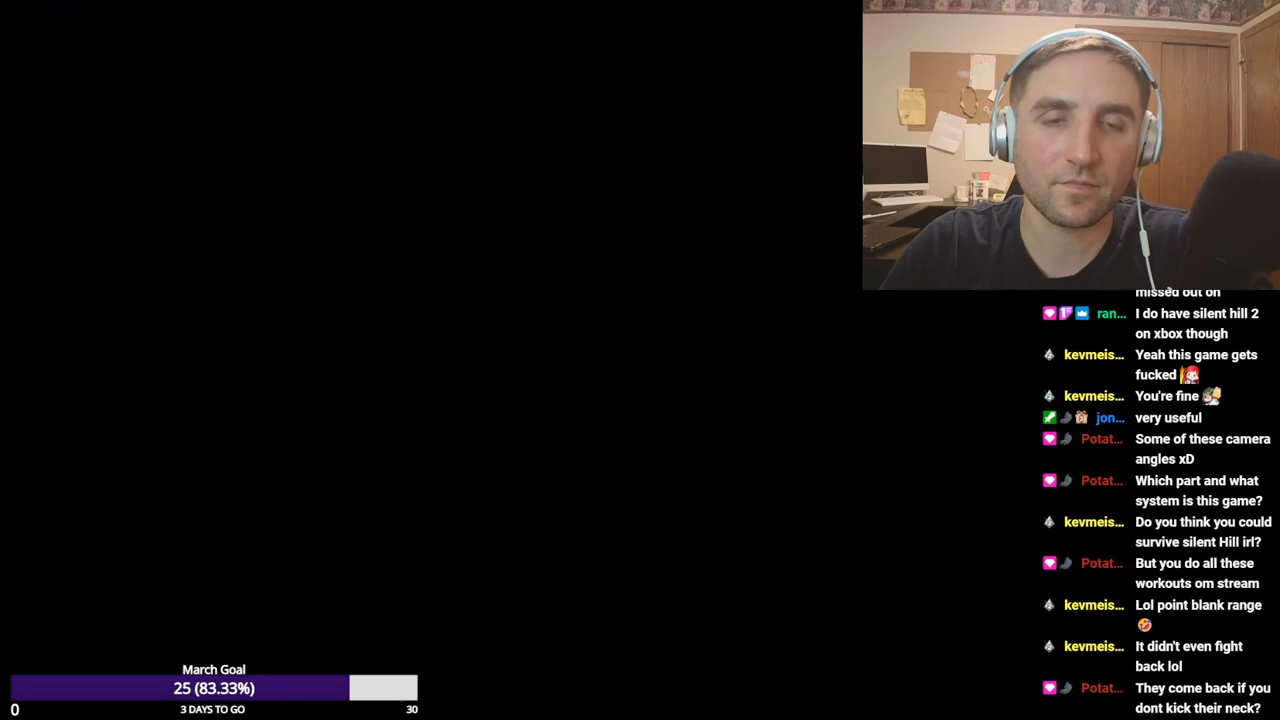 missed out on
ran... I do have silent hill 2
on xbox though
kevmeis... Yeah this game gets
fucked
kevmeis... You're fine
jon... very useful
Potat... Some of these camera
angles xD
Potat... Which part and what
system is this game?
kevmeis... Do you think you could
survive silent Hill irl?
Potat... But you do all these
workouts om stream
kevmeis... Lol point blank range
kevmeis... It didn't even fight
back lol
Potat... They come back if you
dont kick their neck?
March Goal
25 (83.33%)
0 3 DAYS TO GO 30